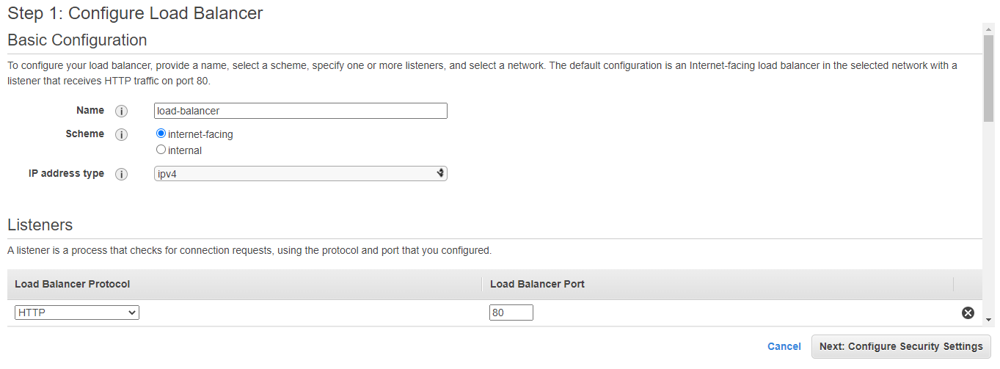 Step 1: Configure Load Balancer
Basic Configuration
To configure your load balancer, provide a name, select a scheme, specify one or more listeners, and select a network. The default configuration is an Internet-facing load balancer in the selected network with a
listener that receives HTTP traffic on port 80.
Name i load-balancer
Scheme i internet-facing
internal
IP address type i ipv4
Listeners
A listener is a process that checks for connection requests, using the protocol and port that you configured.
Load Balancer Protocol Load Balancer Port
HTTP 80
Cancel Next: Configure Security Settings